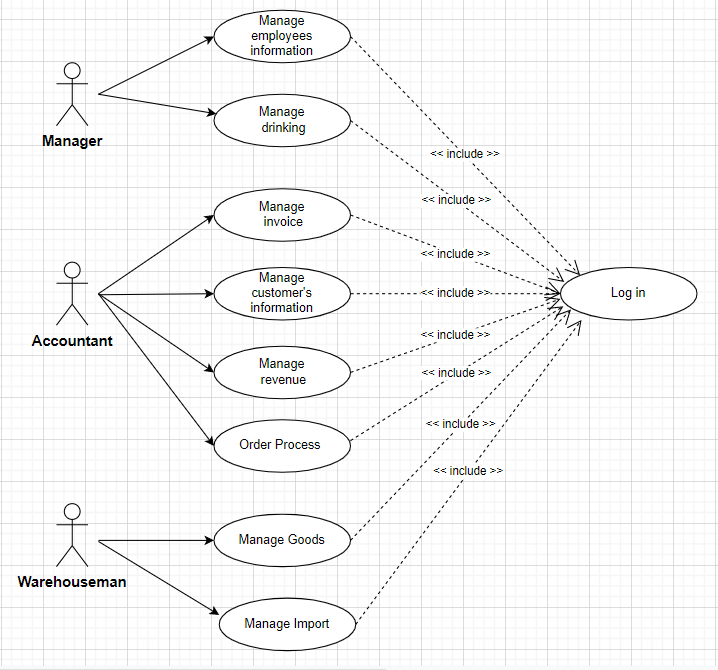 Manage
employees
information
Manager
Manage
drinking
<< include >>
<< include >>
Manage
invoice
<< include >>
Accountant
Manage
customer's
information
<< include >>
Log in
<< include >>
Manage
revenue
<< include >>
Order Process
<< include >>
<< include >>
Warehouseman
Manage Goods
Manage Import